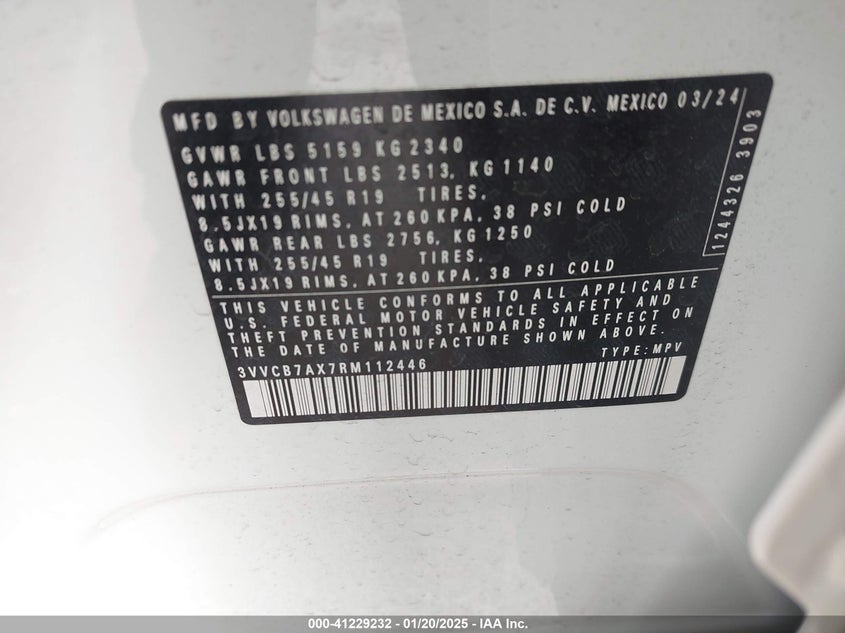 MFD BY VOLKSWAGEN DE MEXICO S.A. DE C.V. MEXICO 03/24
GVWR LBS 5159 KG 2340
GAWR FRONT LBS 2513, KG 1140
WITH 255/45 R19 TIRES,
8.5JX19 RIMS, AT 260 KPA, 38 PSI COLD
GAWR REAR LBS 2756, KG 1250
WITH 255/45 R19 TIRES,
8.5JX19 RIMS, AT 260 KPA, 38 PSI COLD
THIS VEHICLE CONFORMS TO ALL APPLICABLE
U.S. FEDERAL MOTOR VEHICLE SAFETY AND
THEFT PREVENTION STANDARDS IN EFFECT ON
THE DATE OF MANUFACTURE SHOWN ABOVE.
3VVCB7AX7RM112446 TYPE: MPV
1244326 3903
000-41229232 - 01/20/2025 - IAA Inc.